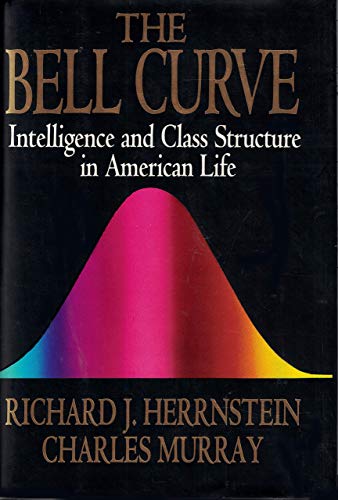 THE
BELL CURVE
Intelligence and Class Structure
in American Life
RICHARD J. HERRNSTEIN
CHARLES MURRAY